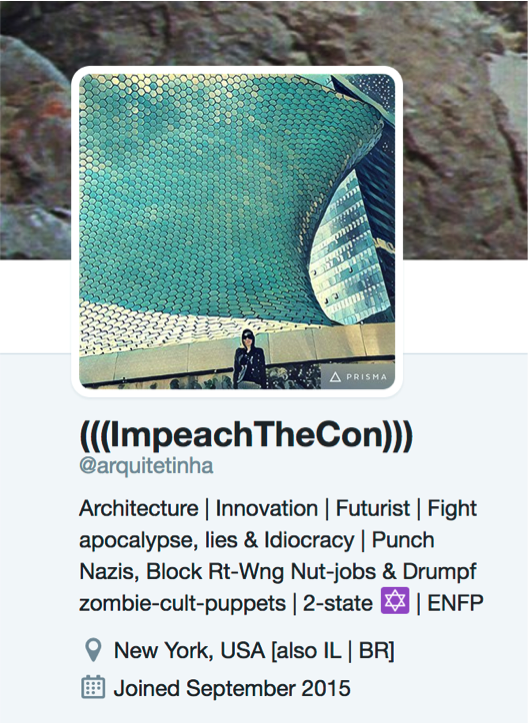 PRISMA
(((ImpeachTheCon)))
@arquitetinha
Architecture | Innovation | Futurist | Fight
apocalypse, lies & Idiocracy | Punch
Nazis, Block Rt-Wng Nut-jobs & Drumpf
zombie-cult-puppets | 2-state 🔯 | ENFP
New York, USA [also IL | BR]
Joined September 2015